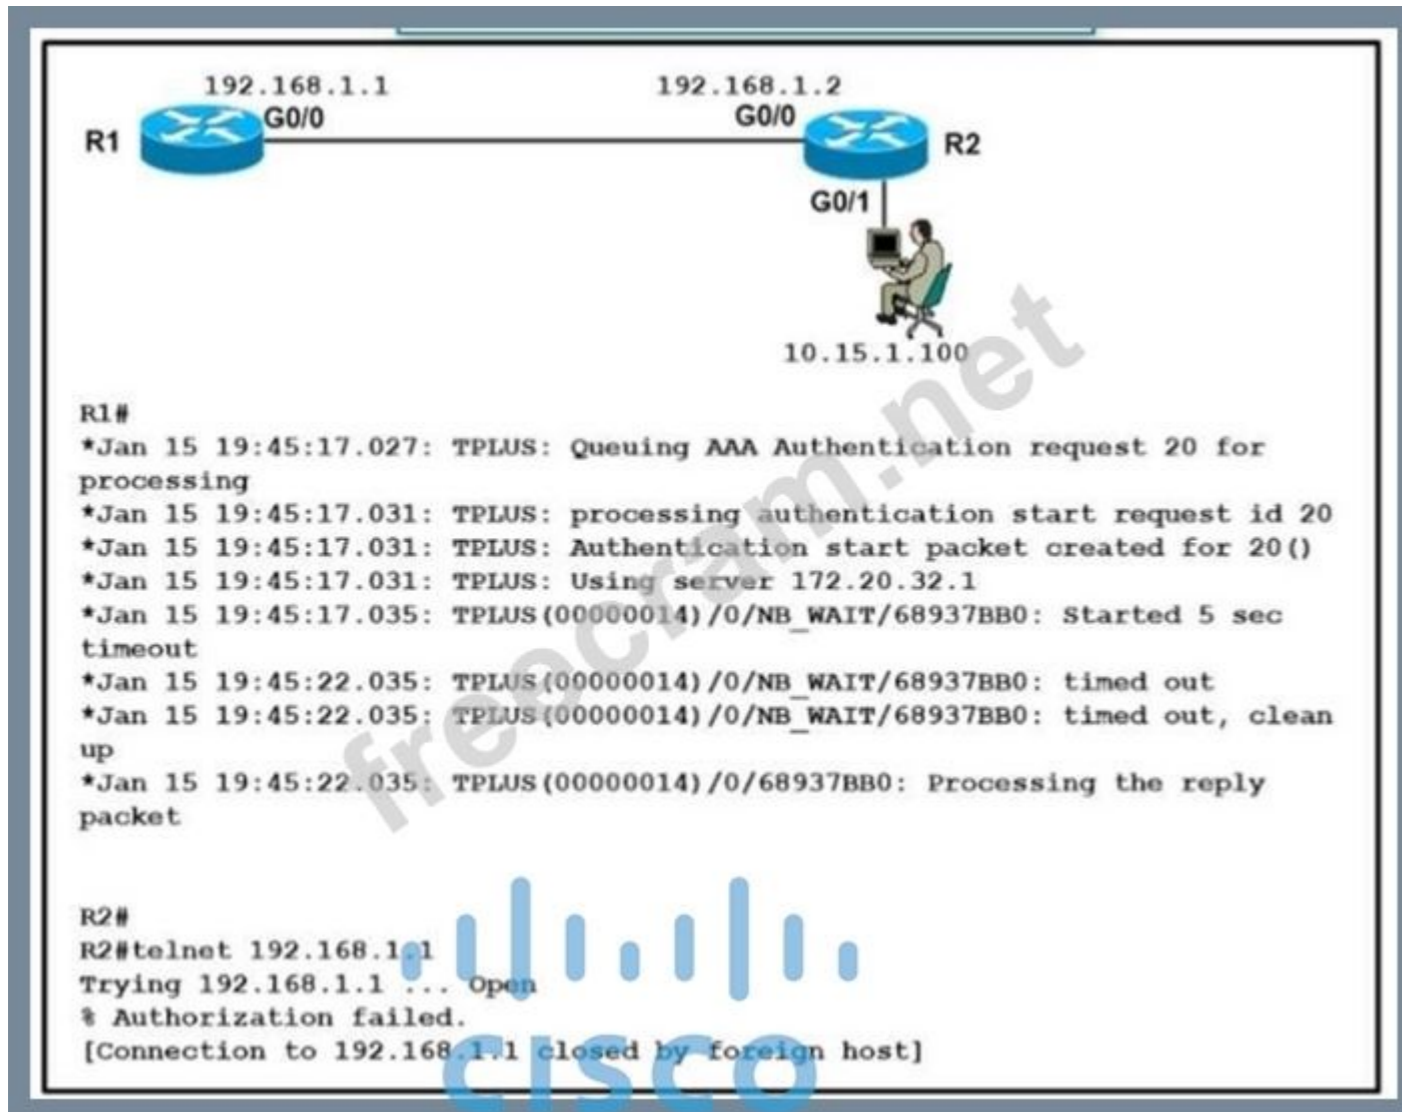 192.168.1.1
192.168.1.2
G0/0
G0/0
R1
R2
G0/1
10.15.1.100
R1#
*Jan 15 19:45:17.027: TPLUS: Queuing AAA Authentication request 20 for
processing
*Jan 15 19:45:17.031: TPLUS: processing authentication start request id 20
*Jan 15 19:45:17.031: TPLUS: Authentication start packet created for 20()
*Jan 15 19:45:17.031: TPLUS: Using server 172.20.32.1
*Jan 15 19:45:17.035: TPLUS(00000014)/0/NB_WAIT/68937BB0: Started 5 sec
timeout
*Jan 15 19:45:22.035: TPLUS(00000014)/0/NB_WAIT/68937BB0: timed out
*Jan 15 19:45:22.035: TPLUS(00000014)/0/NB_WAIT/68937BB0: timed out, clean
up
*Jan 15 19:45:22.035: TPLUS(00000014)/0/68937BB0: Processing the reply
packet
R2#
R2#telnet 192.168.1.1
Trying 192.168.1.1 ... Open
% Authorization failed.
[Connection to 192.168.1.1 closed by foreign host]
freecram.net
CISCO